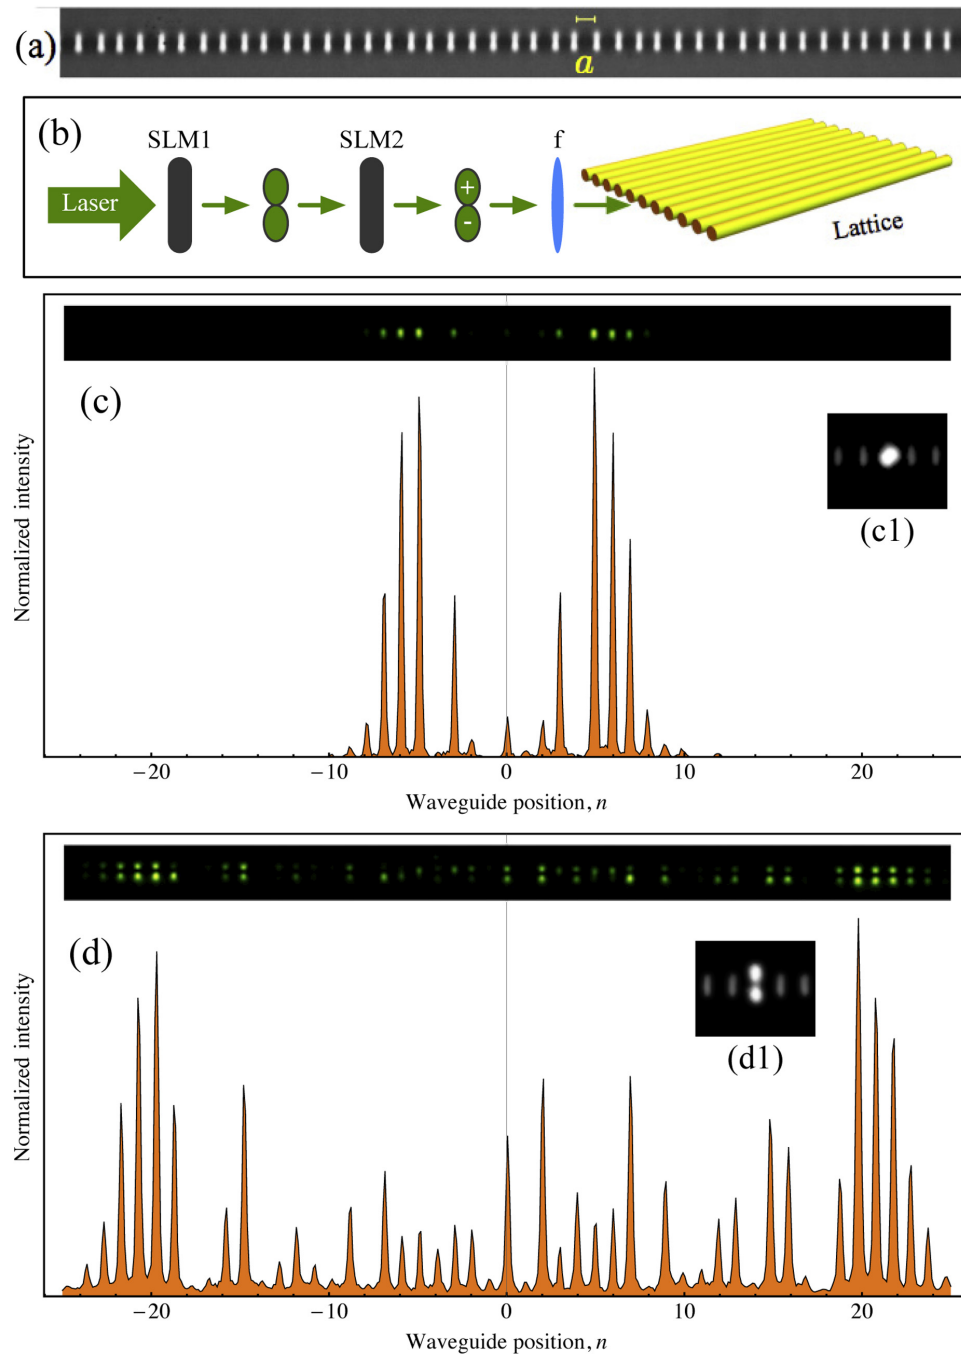 (a)
a
(b)
SLM1
SLM2
f
Laser
+
-
Lattice
(c)
Normalized intensity
(c1)
−20
−10
0
10
20
Waveguide position, n
(d)
Normalized intensity
(d1)
−20
−10
0
10
20
Waveguide position, n